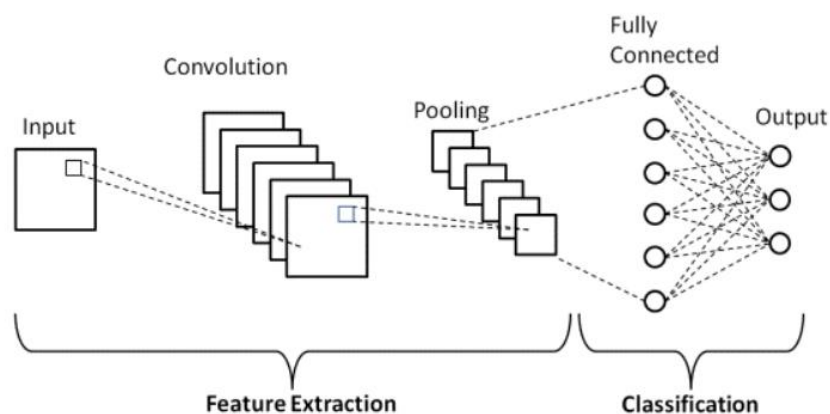 Input
Convolution
Pooling
Fully
Connected
Output
Feature Extraction
Classification